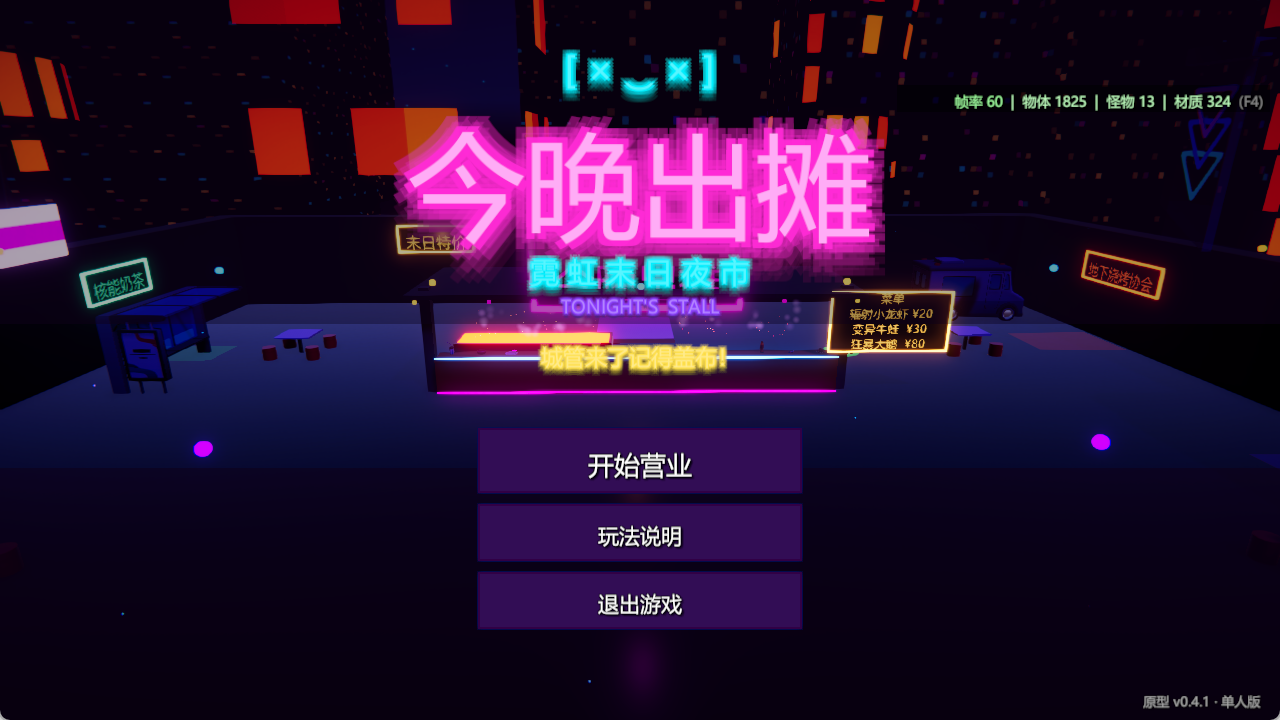 [×‿×]
帧率 60 | 物体 1825 | 怪物 13 | 材质 324 (F4)
今晚出摊
霓虹末日夜市
TONIGHT'S STALL
末日特价
核能奶茶
地下烧烤协会
菜单
辐射小龙虾 ¥20
变异牛蛙 ¥30
狂暴大鹅 ¥80
城管来了记得盖布!
开始营业
玩法说明
退出游戏
原型 v0.4.1 · 单人版